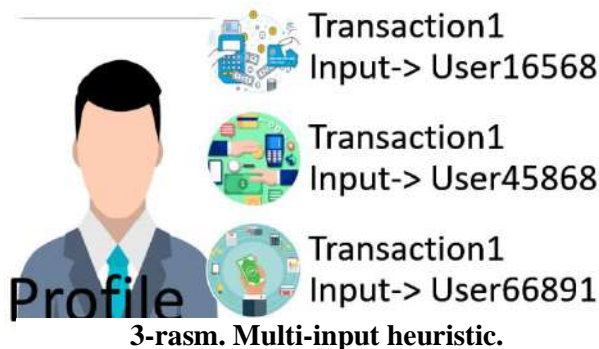 Transaction1
Input-> User16568
Transaction1
Input-> User45868
Transaction1
Input-> User66891
Profile
3-rasm. Multi-input heuristic.